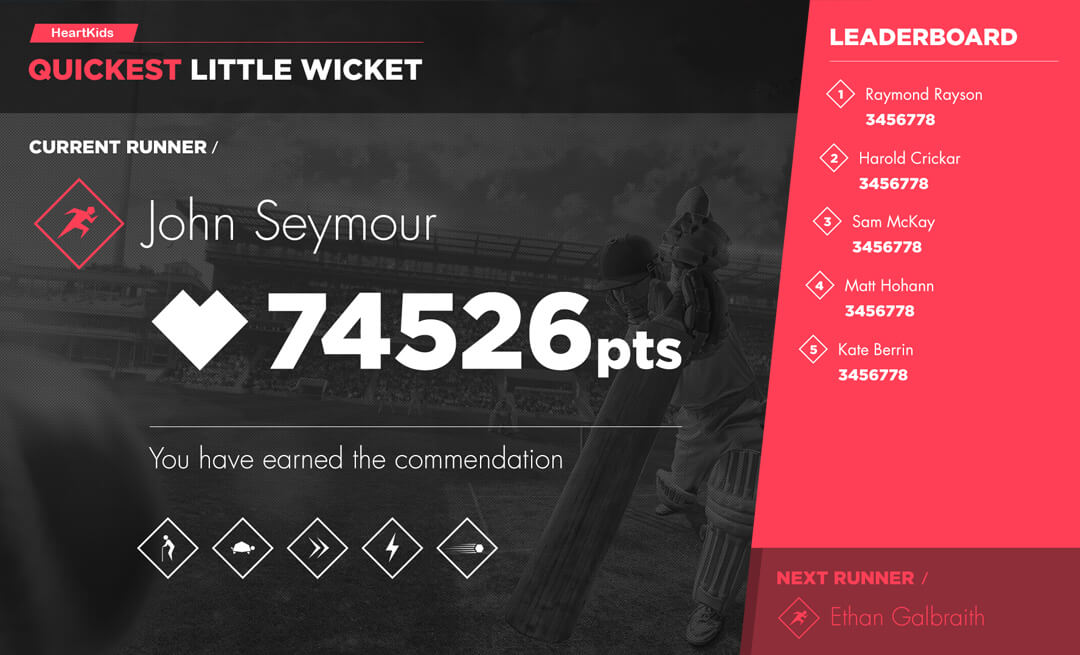 HeartKids
QUICKEST LITTLE WICKET
CURRENT RUNNER /
John Seymour
74526pts
You have earned the commendation
LEADERBOARD
1 Raymond Rayson
3456778
2 Harold Crickar
3456778
3 Sam McKay
3456778
4 Matt Hohann
3456778
5 Kate Berrin
3456778
NEXT RUNNER /
Ethan Galbraith